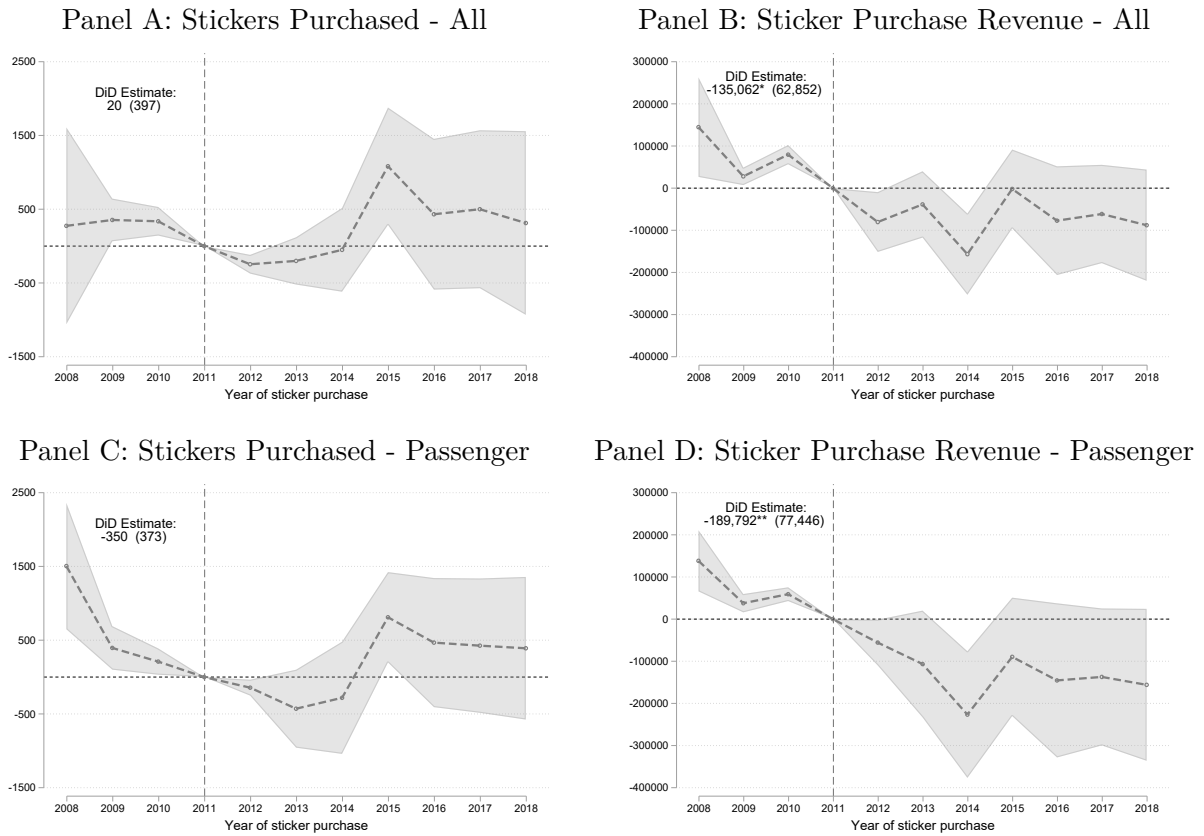 Panel A: Stickers Purchased - All
2500
1500
500
-500
-1500
DiD Estimate:
20 (397)
2008 2009 2010 2011 2012 2013 2014 2015 2016 2017 2018
Year of sticker purchase
Panel B: Sticker Purchase Revenue - All
300000
200000
100000
0
-100000
-200000
-300000
-400000
DiD Estimate:
-135,062* (62,852)
2008 2009 2010 2011 2012 2013 2014 2015 2016 2017 2018
Year of sticker purchase
Panel C: Stickers Purchased - Passenger
2500
1500
500
-500
-1500
DiD Estimate:
-350 (373)
2008 2009 2010 2011 2012 2013 2014 2015 2016 2017 2018
Year of sticker purchase
Panel D: Sticker Purchase Revenue - Passenger
300000
200000
100000
0
-100000
-200000
-300000
-400000
DiD Estimate:
-189,792** (77,446)
2008 2009 2010 2011 2012 2013 2014 2015 2016 2017 2018
Year of sticker purchase